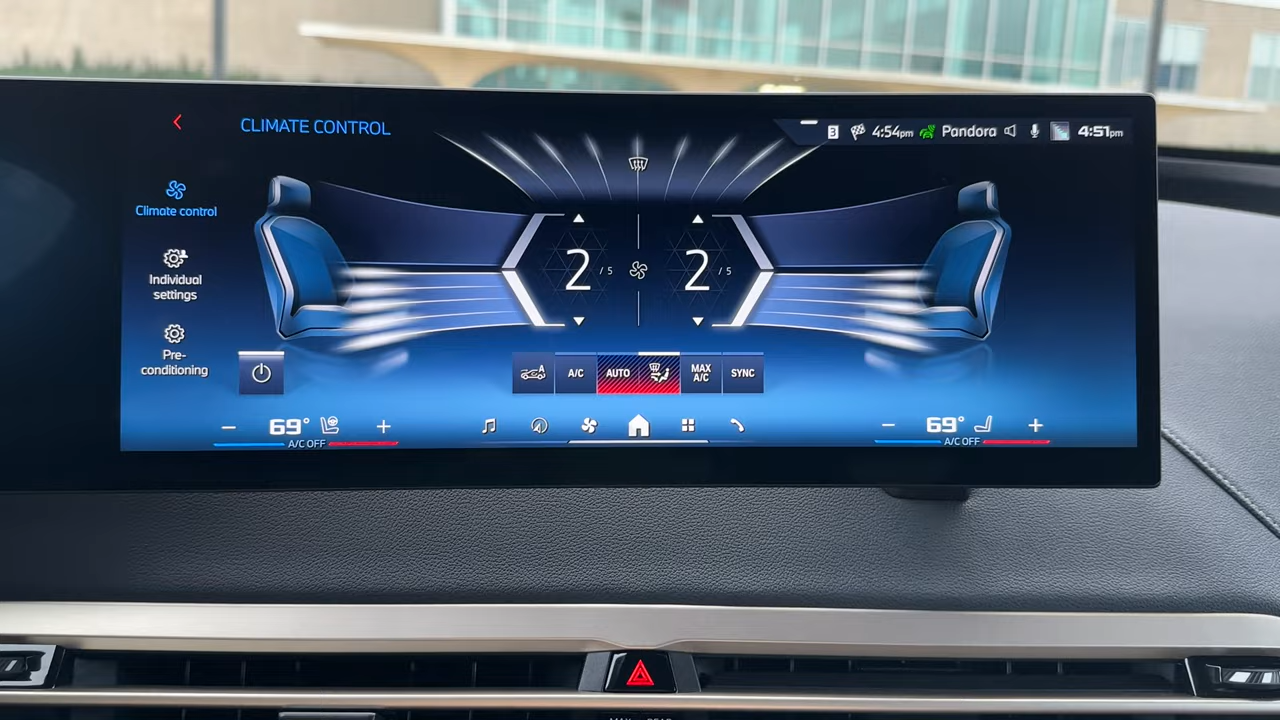 CLIMATE CONTROL
3 4:54pm Pandora 4:51pm
Climate control
Individual
settings
Pre-
conditioning
2 / 5
2 / 5
A
A/C
AUTO
MAX
A/C
SYNC
69°
A/C OFF
69°
A/C OFF